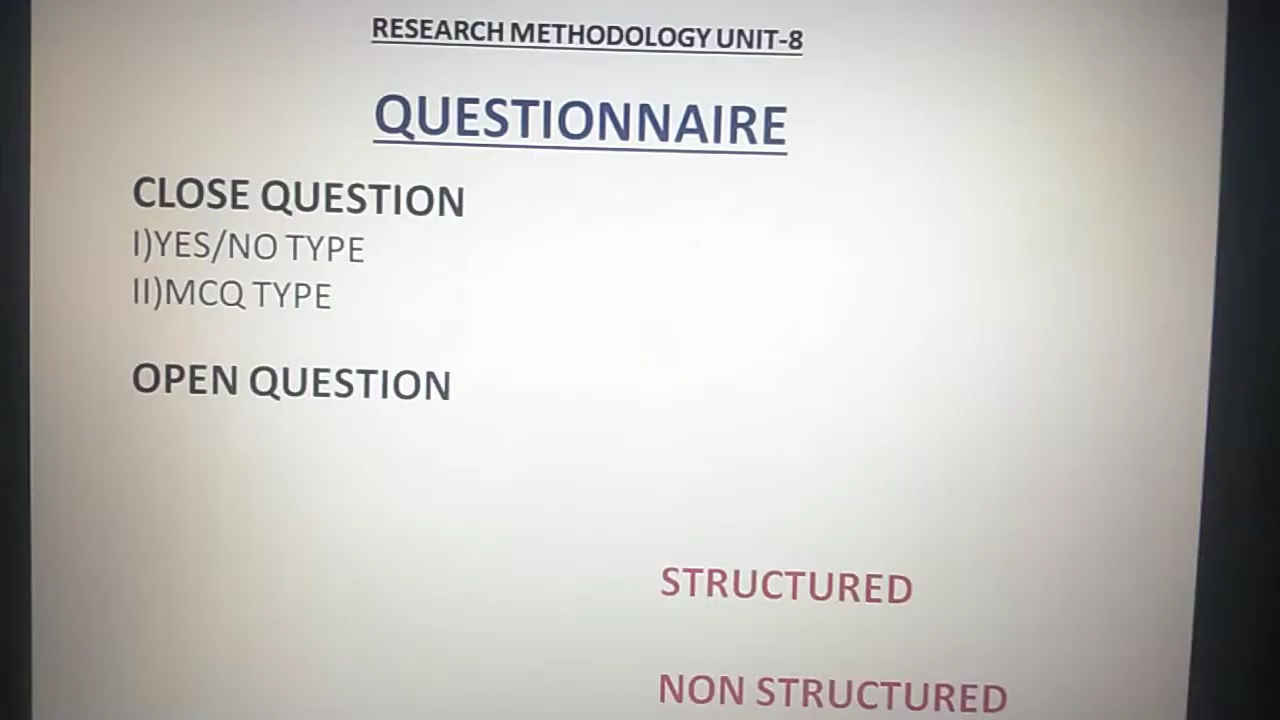 RESEARCH METHODOLOGY UNIT-8
QUESTIONNAIRE
CLOSE QUESTION
I)YES/NO TYPE
II)MCQ TYPE
OPEN QUESTION
STRUCTURED
NON STRUCTURED